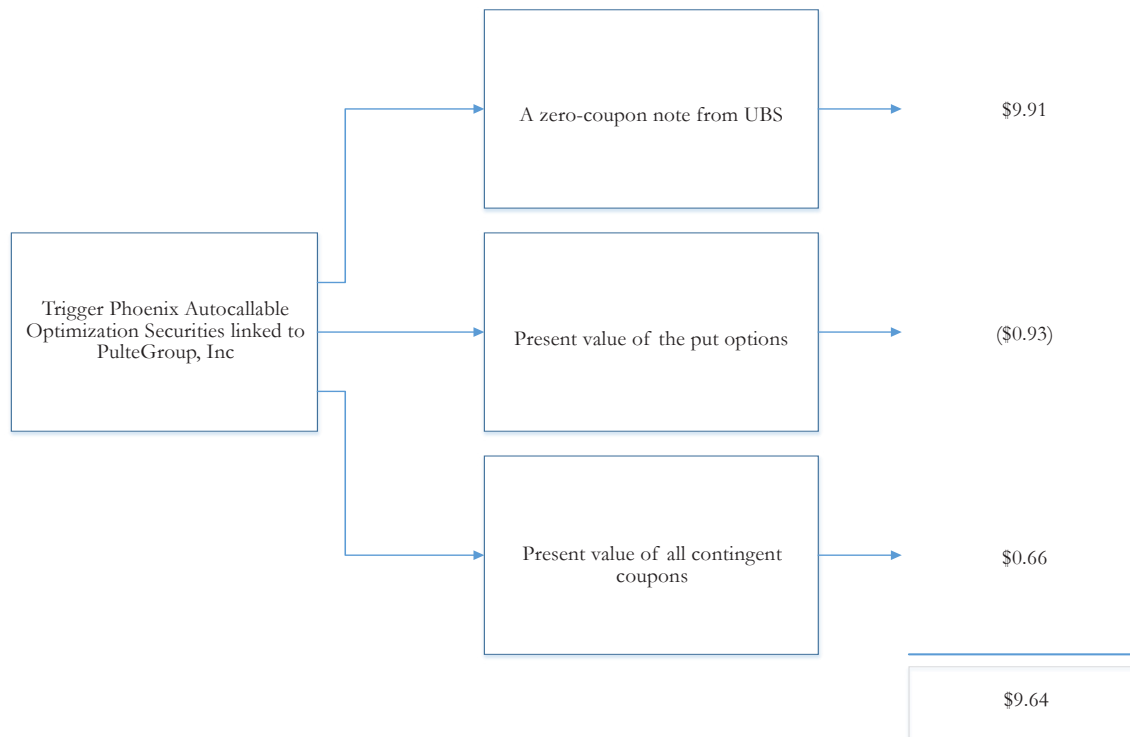 A zero-coupon note from UBS
$9.91
Trigger Phoenix Autocallable
Optimization Securities linked to
PulteGroup, Inc
Present value of the put options
($0.93)
Present value of all contingent
coupons
$0.66
$9.64